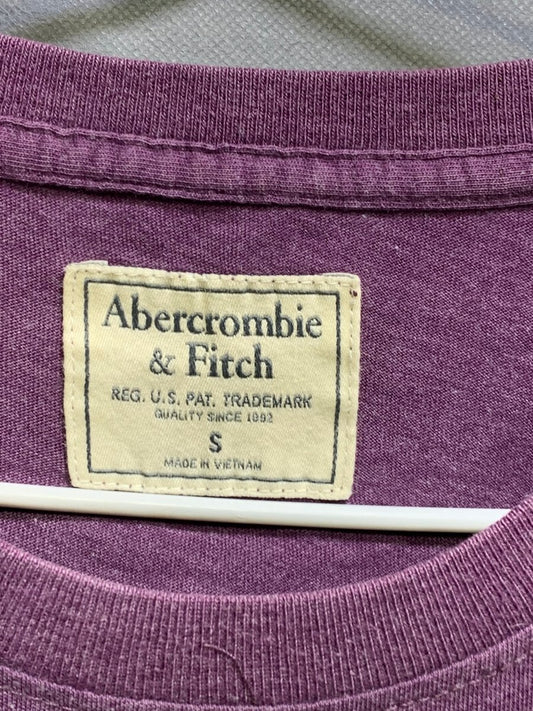 Abercrombie
& Fitch
REG. U.S. PAT. TRADEMARK
QUALITY SINCE 1892
S
MADE IN VIETNAM